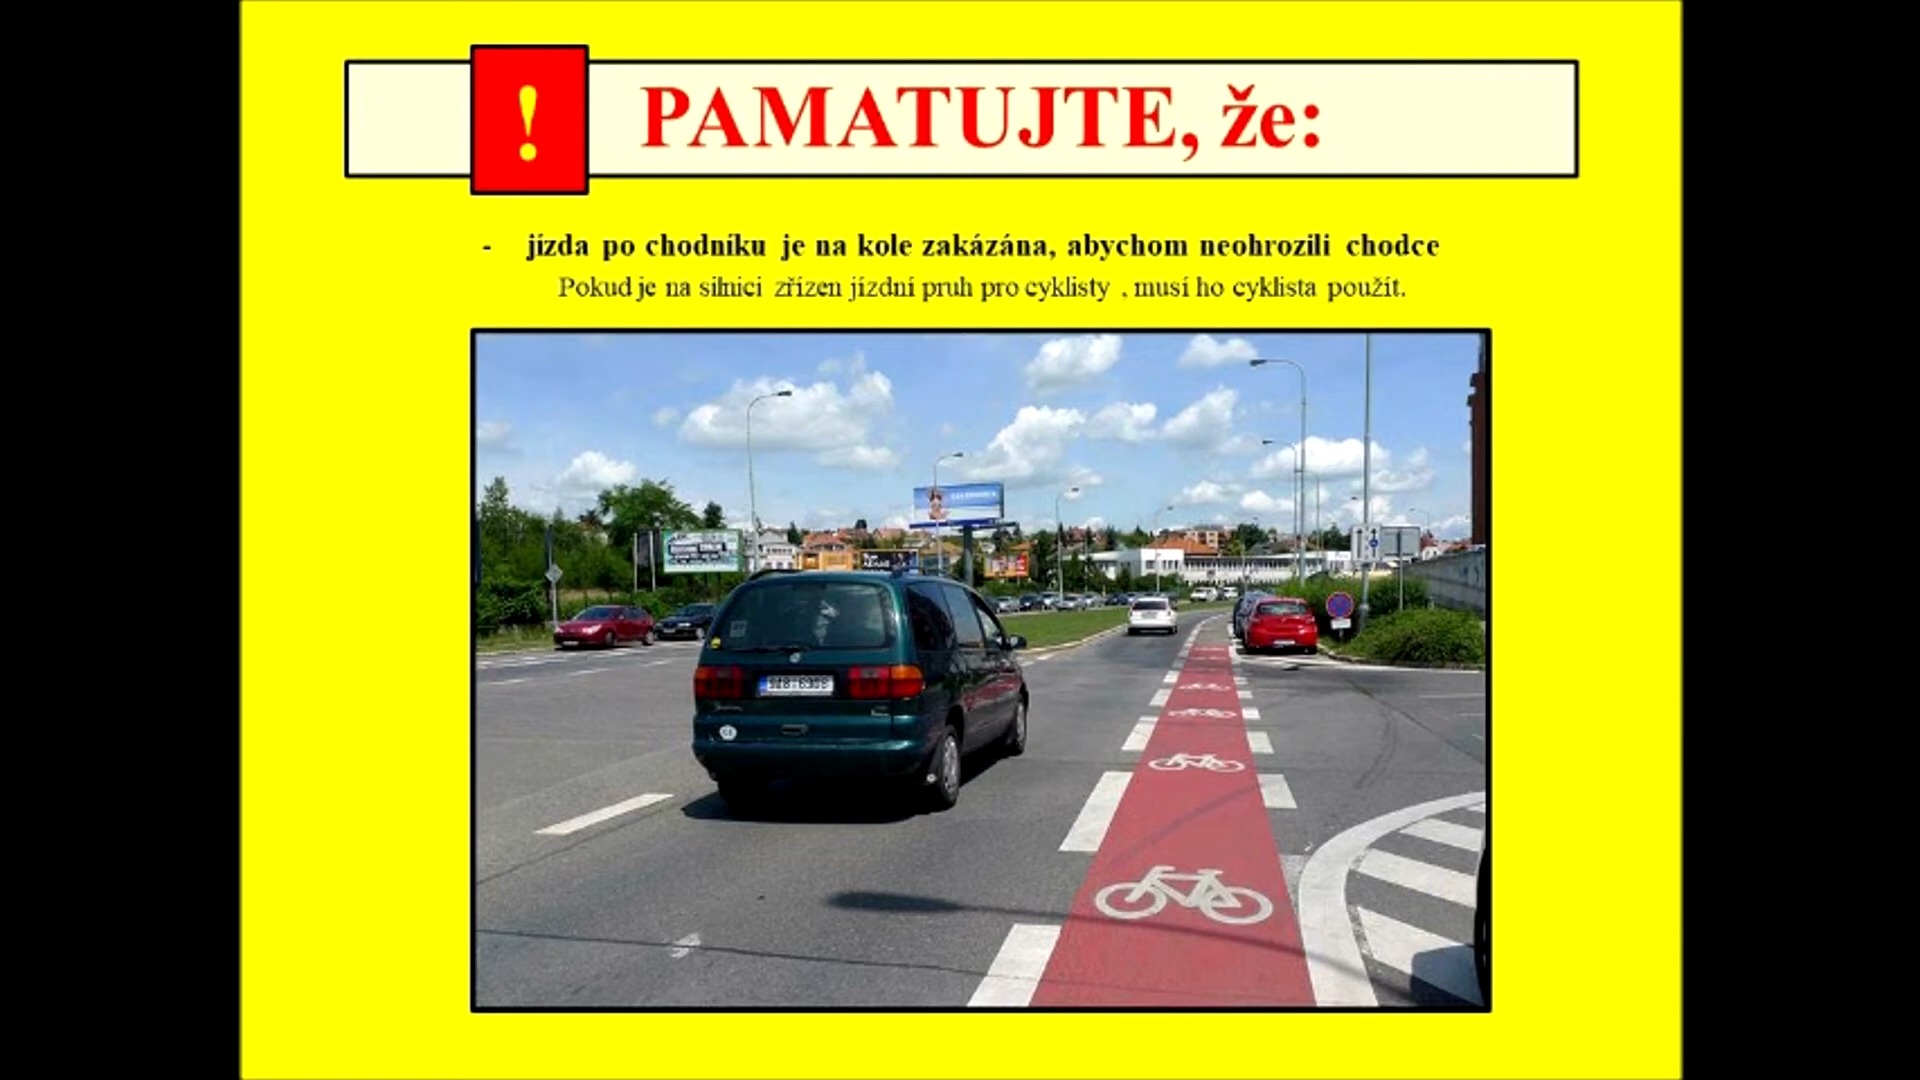 ! PAMATUJTE, že:
- jízda po chodníku je na kole zakázána, abychom neohrozili chodce
Pokud je na silnici zřízen jízdní pruh pro cyklisty , musí ho cyklista použít.